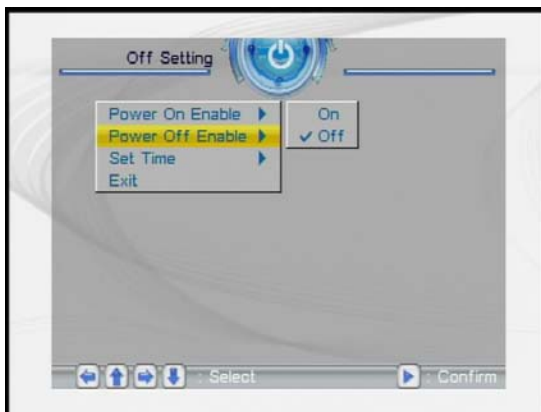 Off Setting
Power On Enable
On
Power Off Enable
Off
Set Time
Exit
: Select
: Confirm